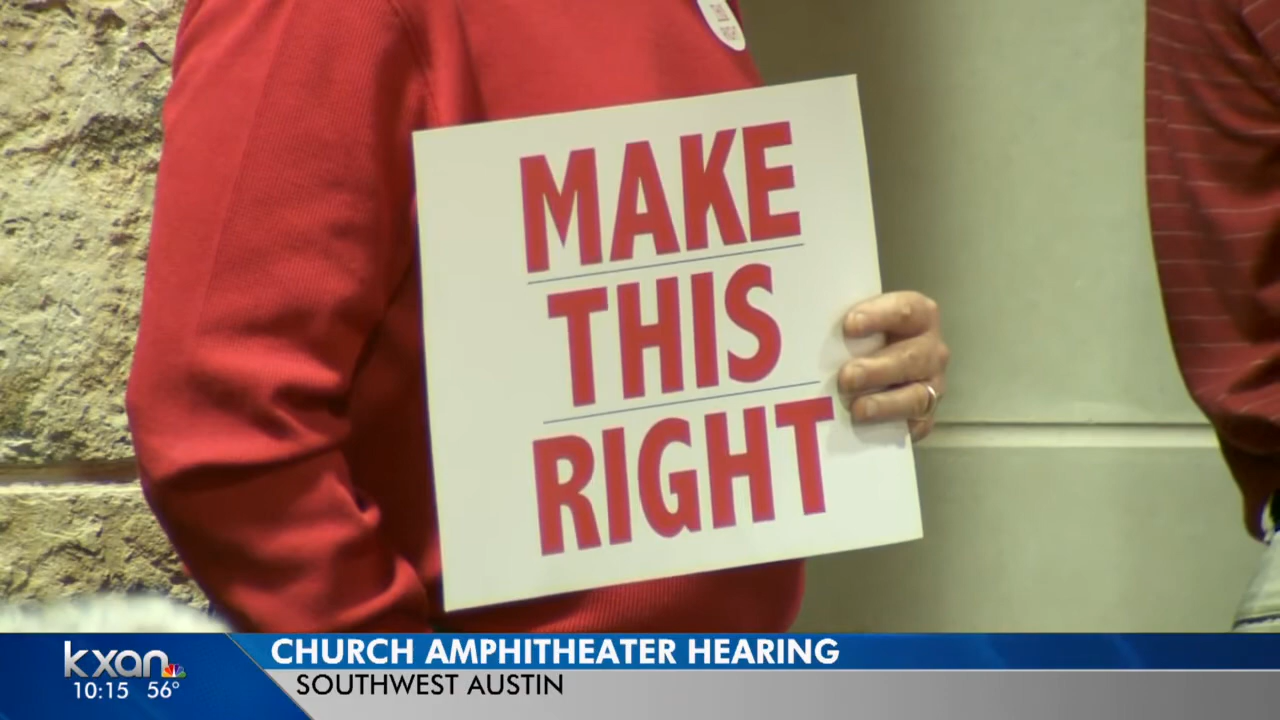 MAKE
THIS
RIGHT
kxan
CHURCH AMPHITHEATER HEARING
10:15 56°
SOUTHWEST AUSTIN